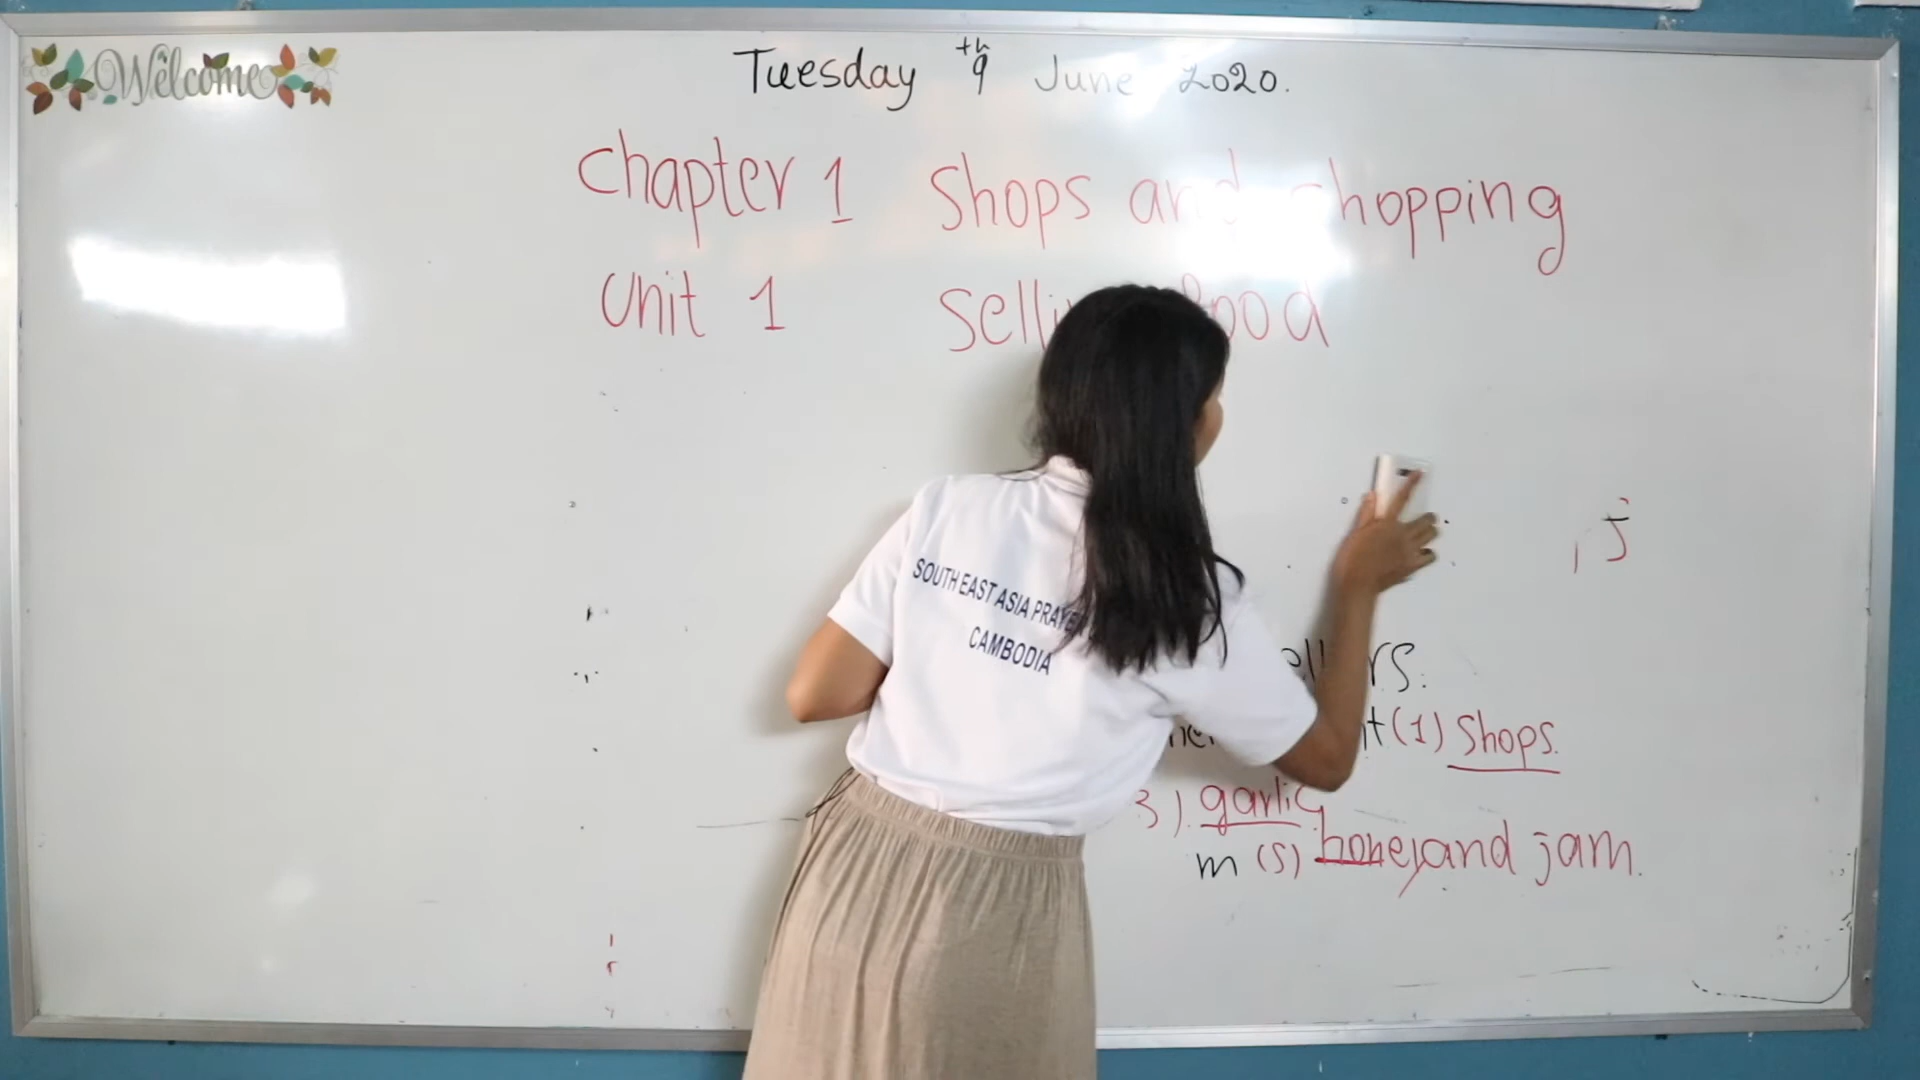 Welcome
Tuesday 9th June 2020.
Chapter 1 Shops and shopping
Unit 1 Selling food
, j
SOUTH EAST ASIA PRAYER
CAMBODIA
(1) Shops.
3). garlic
m (5) honey and jam.